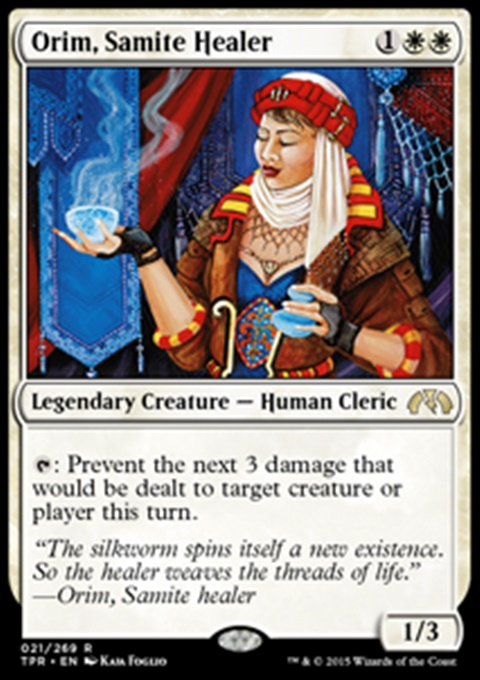 Orim, Samite Healer 1
Legendary Creature — Human Cleric
: Prevent the next 3 damage that
would be dealt to target creature or
player this turn.
“The silkworm spins itself a new existence.
So the healer weaves the threads of life.”
—Orim, Samite healer
1/3
021/269 R
TPR • EN Kaja Foglio
™ & © 2015 Wizards of the Coast